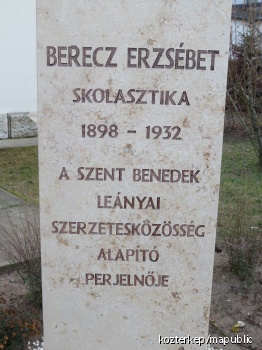 BERECZ ERZSÉBET
SKOLASZTIKA
1898 – 1932
A SZENT BENEDEK
LEÁNYAI
SZERZETESKÖZÖSSÉG
ALAPÍTÓ
PERJELNŐJE
kozterkep/mapublic